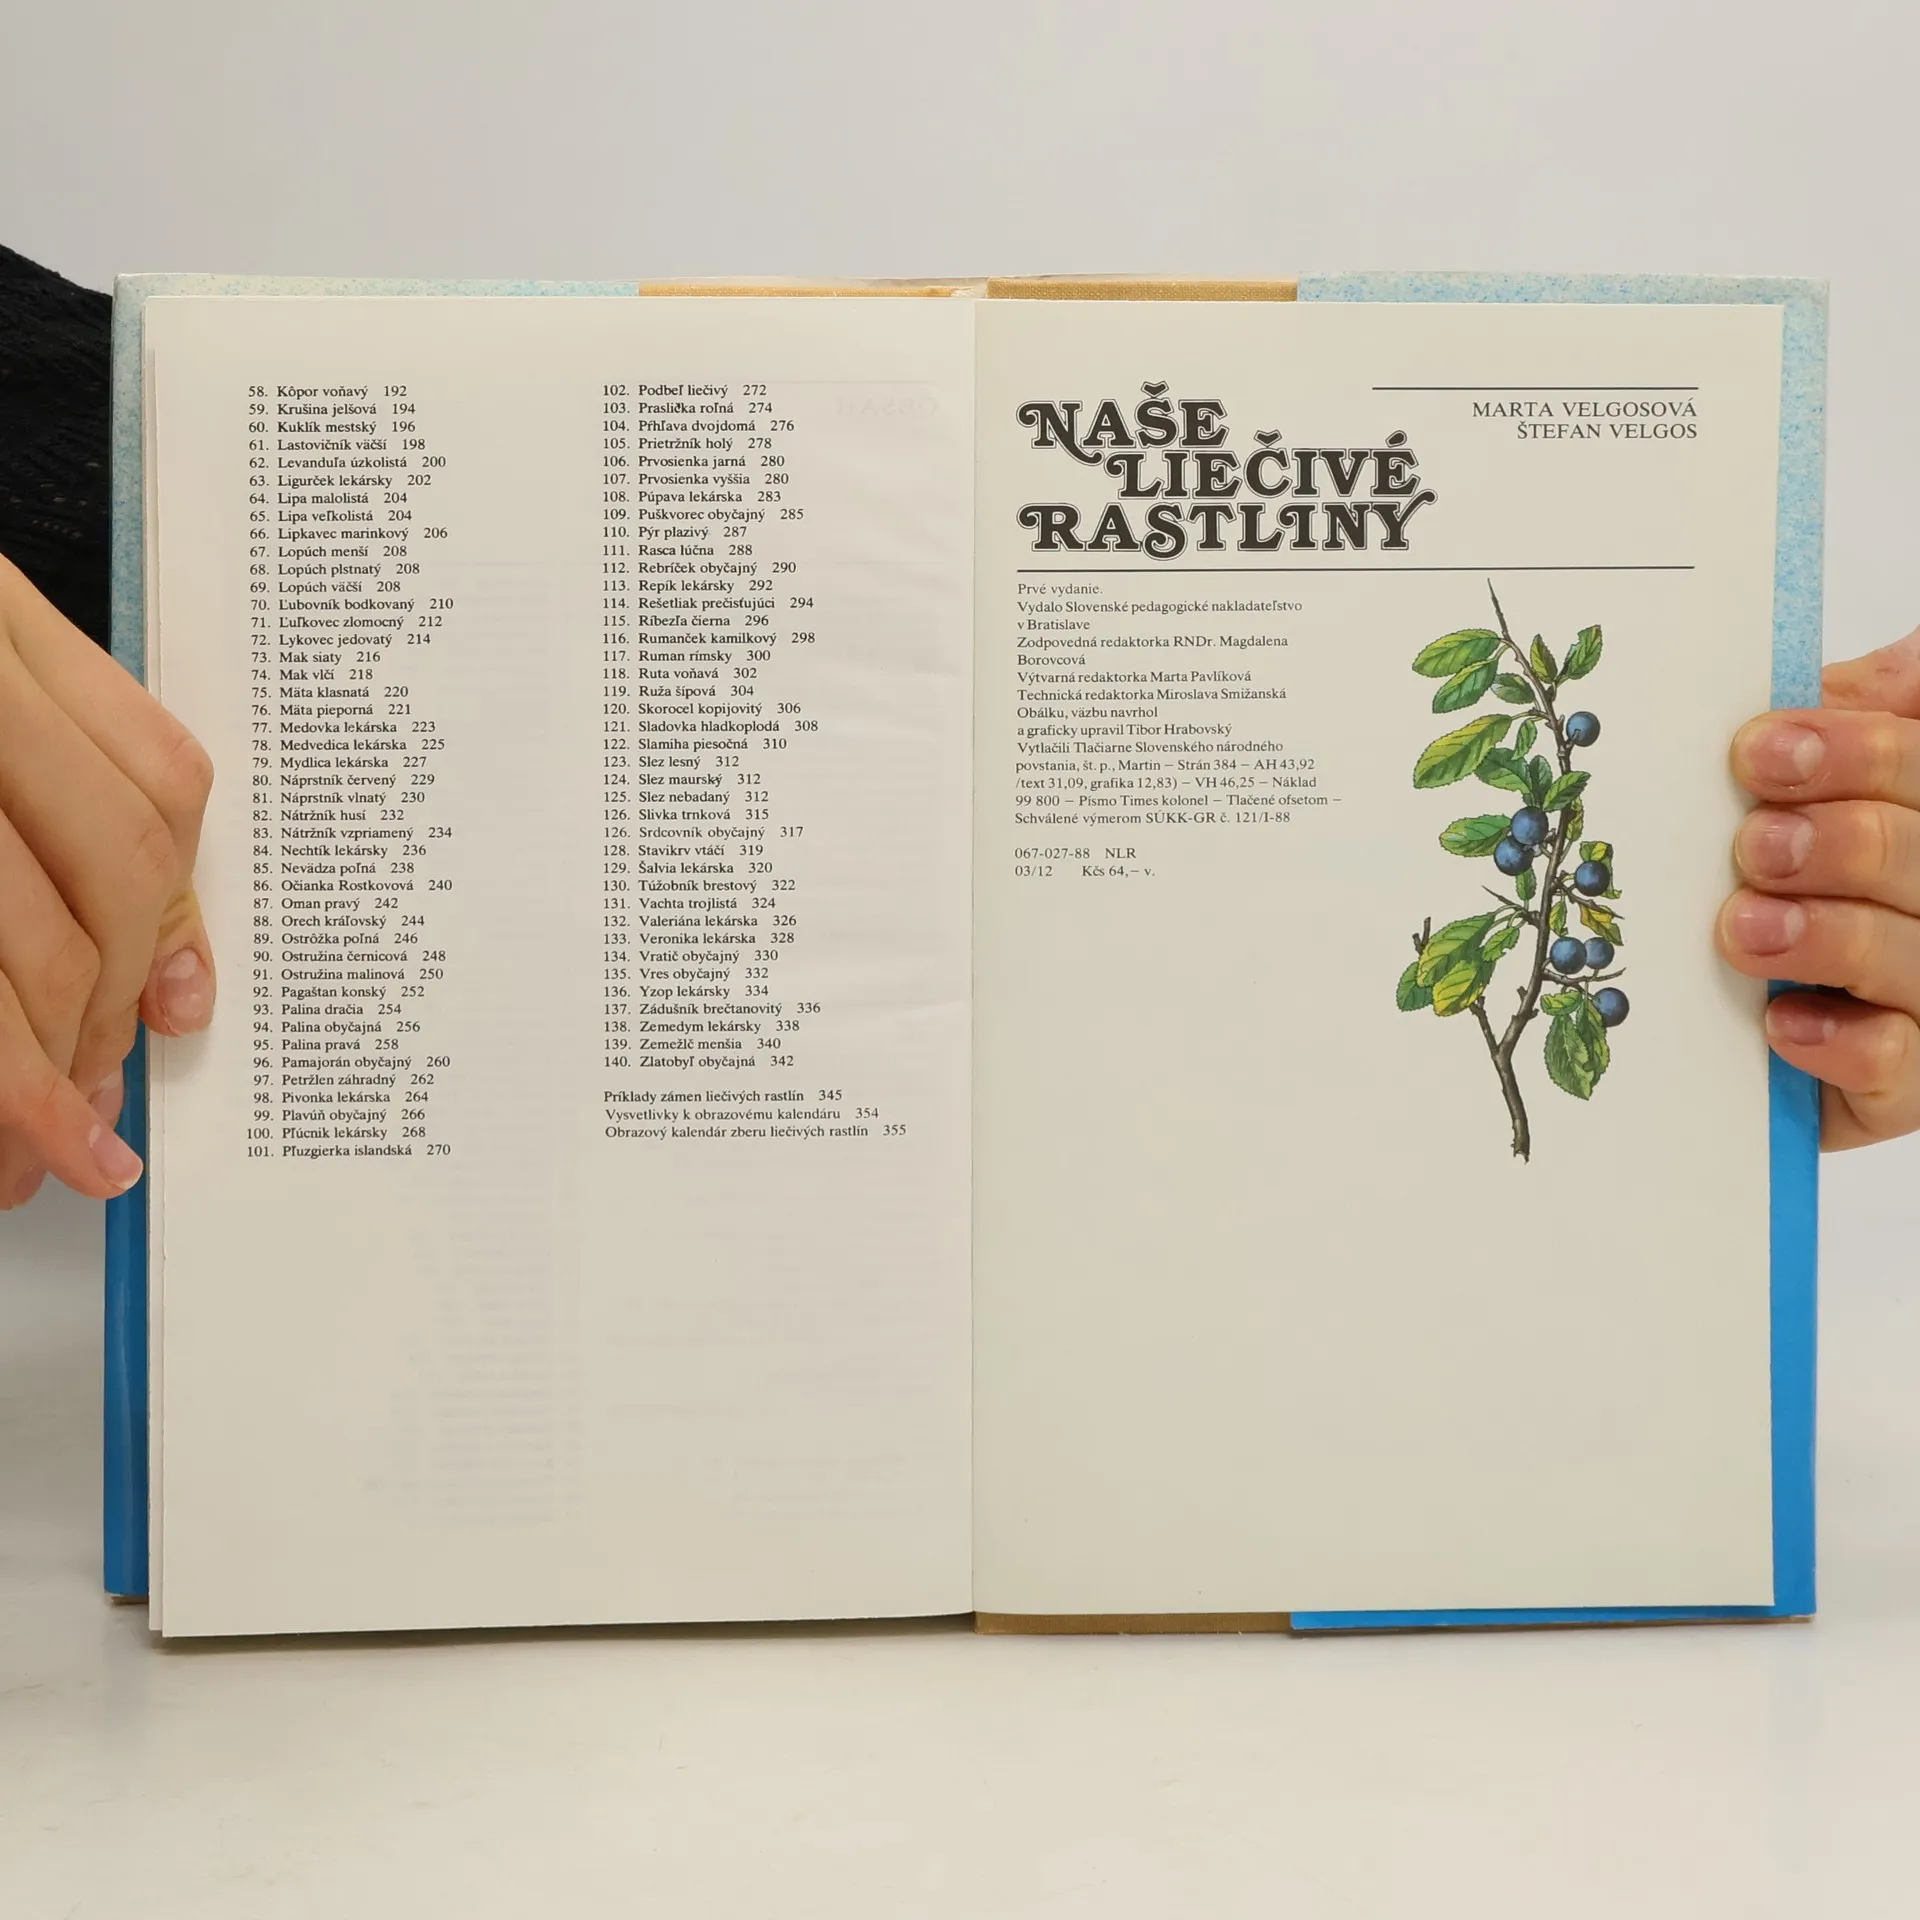 58. Kôpor voňavý 192
59. Krušina jelšová 194
60. Kuklík mestský 196
61. Lastovičník väčší 198
62. Levanduľa úzkolistá 200
63. Ligurček lekársky 202
64. Lipa malolistá 204
65. Lipa veľkolistá 204
66. Lipkavec marinkový 206
67. Lopúch menší 208
68. Lopúch plstnatý 208
69. Lopúch väčší 208
70. Ľubovník bodkovaný 210
71. Ľuľkovec zlomocný 212
72. Lykovec jedovatý 214
73. Mak siaty 216
74. Mak vlčí 218
75. Mäta klasnatá 220
76. Mäta pieporná 221
77. Medovka lekárska 223
78. Medvedica lekárska 225
79. Mydlica lekárska 227
80. Náprstník červený 229
81. Náprstník vlnatý 230
82. Nátržník husí 232
83. Nátržník vzpriamený 234
84. Nechtík lekársky 236
85. Nevädza poľná 238
86. Očianka Rostkovová 240
87. Oman pravý 242
88. Orech kráľovský 244
89. Ostrôžka poľná 246
90. Ostružina černicová 248
91. Ostružina malinová 250
92. Pagaštan konský 252
93. Palina dračia 254
94. Palina obyčajná 256
95. Palina pravá 258
96. Pamajorán obyčajný 260
97. Petržlen záhradný 262
98. Pivonka lekárska 264
99. Plavúň obyčajný 266
100. Pľúcnik lekársky 268
101. Pľuzgierka islandská 270
102. Podbeľ liečivý 272
103. Praslička roľná 274
104. Pŕhľava dvojdomá 276
105. Prietržník holý 278
106. Prvosienka jarná 280
107. Prvosienka vyššia 280
108. Púpava lekárska 283
109. Puškvorec obyčajný 285
110. Pýr plazivý 287
111. Rasca lúčna 288
112. Rebríček obyčajný 290
113. Repík lekársky 292
114. Rešetliak prečisťujúci 294
115. Ríbezľa čierna 296
116. Rumanček kamilkový 298
117. Ruman rímsky 300
118. Ruta voňavá 302
119. Ruža šípová 304
120. Skorocel kopijovitý 306
121. Sladovka hladkoplodá 308
122. Slamiha piesočná 310
123. Slez lesný 312
124. Slez maurský 312
125. Slez nebadaný 312
126. Slivka trnková 315
126. Srdcovník obyčajný 317
128. Stavikrv vtáčí 319
129. Šalvia lekárska 320
130. Túžobník brestový 322
131. Vachta trojlistá 324
132. Valeriána lekárska 326
133. Veronika lekárska 328
134. Vratič obyčajný 330
135. Vres obyčajný 332
136. Yzop lekársky 334
137. Zádušník brečtanovitý 336
138. Zemedym lekársky 338
139. Zemežlč menšia 340
140. Zlatobyľ obyčajná 342
Príklady zámen liečivých rastlín 345
Vysvetlivky k obrazovému kalendáru 354
Obrazový kalendár zberu liečivých rastlín 355
NAŠE
LIEČIVÉ
RASTLINY
MARTA VELGOSOVÁ
ŠTEFAN VELGOS
Prvé vydanie.
Vydalo Slovenské pedagogické nakladateľstvo
v Bratislave
Zodpovedná redaktorka RNDr. Magdalena
Borovcová
Výtvarná redaktorka Marta Pavlíková
Technická redaktorka Miroslava Smižanská
Obálku, väzbu navrhol
a graficky upravil Tibor Hrabovský
Vytlačili Tlačiarne Slovenského národného
povstania, št. p., Martin – Strán 384 – AH 43,92
/text 31,09, grafika 12,83) – VH 46,25 – Náklad
99 800 – Písmo Times kolonel – Tlačené ofsetom –
Schválené výmerom SÚKK-GR č. 121/I-88
067-027-88 NLR
03/12 Kčs 64,– v.